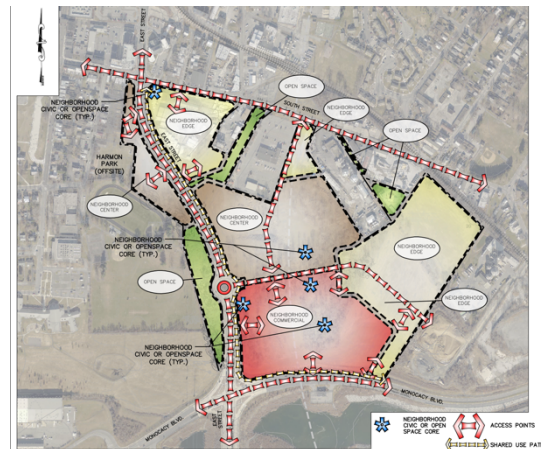 EAST STREET
NEIGHBORHOOD
CIVIC OR OPENSPACE
CORE (TYP.)
OPEN SPACE
SOUTH STREET
NEIGHBORHOOD
EDGE
NEIGHBORHOOD
EDGE
EAST STREET
OPEN SPACE
HARMON
PARK
(OFFSITE)
NEIGHBORHOOD
CENTER
NEIGHBORHOOD
CENTER
NEIGHBORHOOD
EDGE
NEIGHBORHOOD
CIVIC OR OPENSPACE
CORE (TYP.)
OPEN SPACE
NEIGHBORHOOD
EDGE
NEIGHBORHOOD
COMMERCIAL
NEIGHBORHOOD
CIVIC OR OPENSPACE
CORE (TYP.)
MONOCACY BLVD.
EAST
STREET
MONOCACY BLVD.
NEIGHBORHOOD
CIVIC OR OPEN
SPACE CORE
ACCESS POINTS
SHARED USE PAT